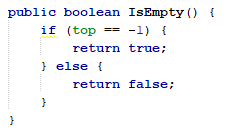 public boolean IsEmpty() {
if (top == -1) {
return true;
} else {
return false;
}
}